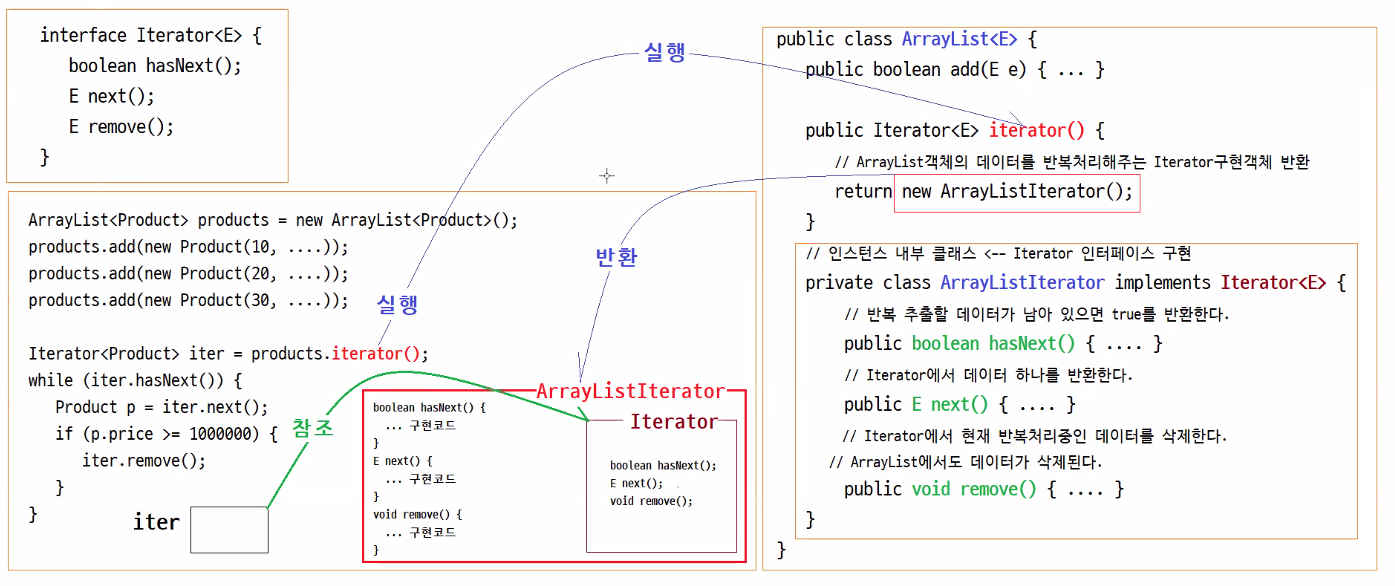 interface Iterator<E> {
boolean hasNext();
E next();
E remove();
}
ArrayList<Product> products = new ArrayList<Product>();
products.add(new Product(10, ....));
products.add(new Product(20, ....));
products.add(new Product(30, ....));
Iterator<Product> iter = products.iterator();
while (iter.hasNext()) {
Product p = iter.next();
if (p.price >= 1000000) {
iter.remove();
}
}
iter
참조
실행
실행
반환
ArrayListIterator
boolean hasNext() {
... 구현코드
}
E next() {
... 구현코드
}
void remove() {
... 구현코드
}
Iterator
boolean hasNext();
E next();
void remove();
public class ArrayList<E> {
public boolean add(E e) { ... }
public Iterator<E> iterator() {
// ArrayList객체의 데이터를 반복처리해주는 Iterator구현객체 반환
return new ArrayListIterator();
}
// 인스턴스 내부 클래스 <-- Iterator 인터페이스 구현
private class ArrayListIterator implements Iterator<E> {
// 반복 추출할 데이터가 남아 있으면 true를 반환한다.
public boolean hasNext() { .... }
// Iterator에서 데이터 하나를 반환한다.
public E next() { .... }
// Iterator에서 현재 반복처리중인 데이터를 삭제한다.
// ArrayList에서도 데이터가 삭제된다.
public void remove() { .... }
}
}